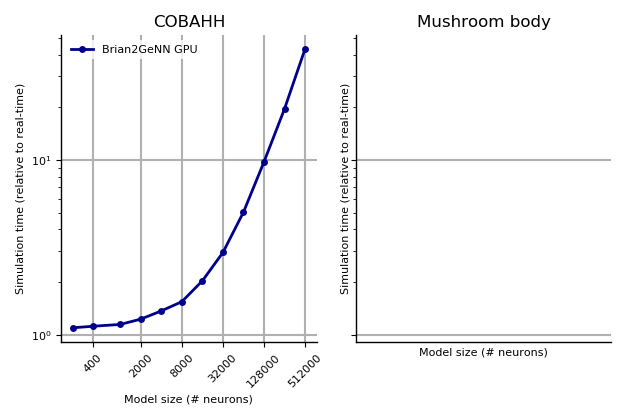 COBAHH
Mushroom body
Brian2GeNN GPU
Simulation time (relative to real-time)
Simulation time (relative to real-time)
10¹
10⁰
400
2000
8000
32000
128000
512000
Model size (# neurons)
Model size (# neurons)